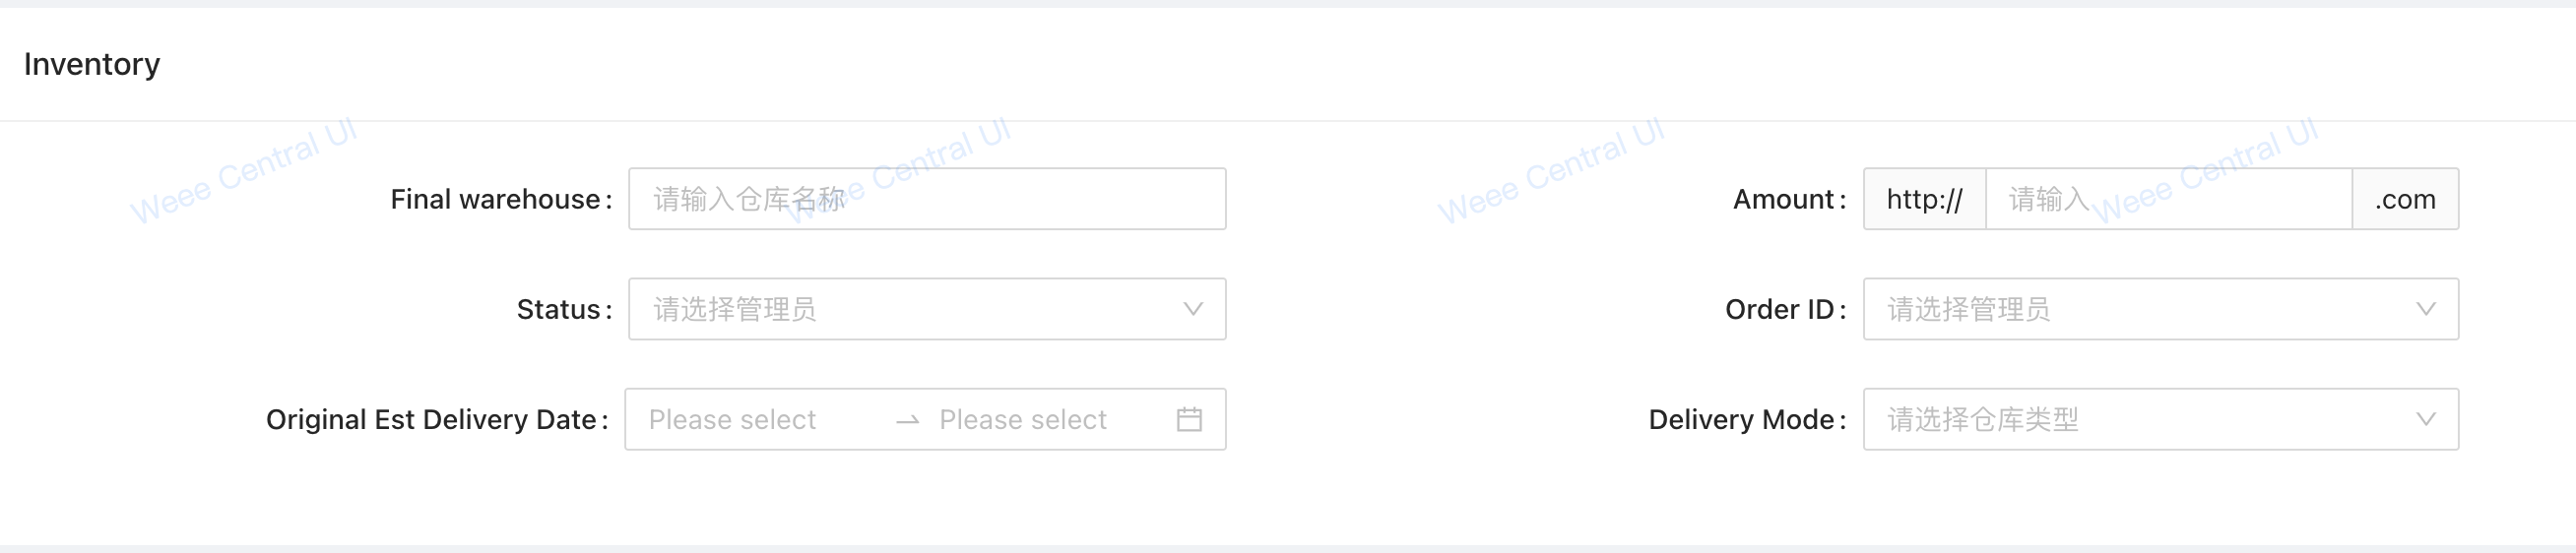 Inventory
Weee Central UI Weee Central UI Weee Central UI Weee Central UI
Final warehouse: 请输入仓库名称 Amount: http:// 请输入 .com
Status: 请选择管理员 Order ID: 请选择管理员
Original Est Delivery Date: Please select → Please select Delivery Mode: 请选择仓库类型